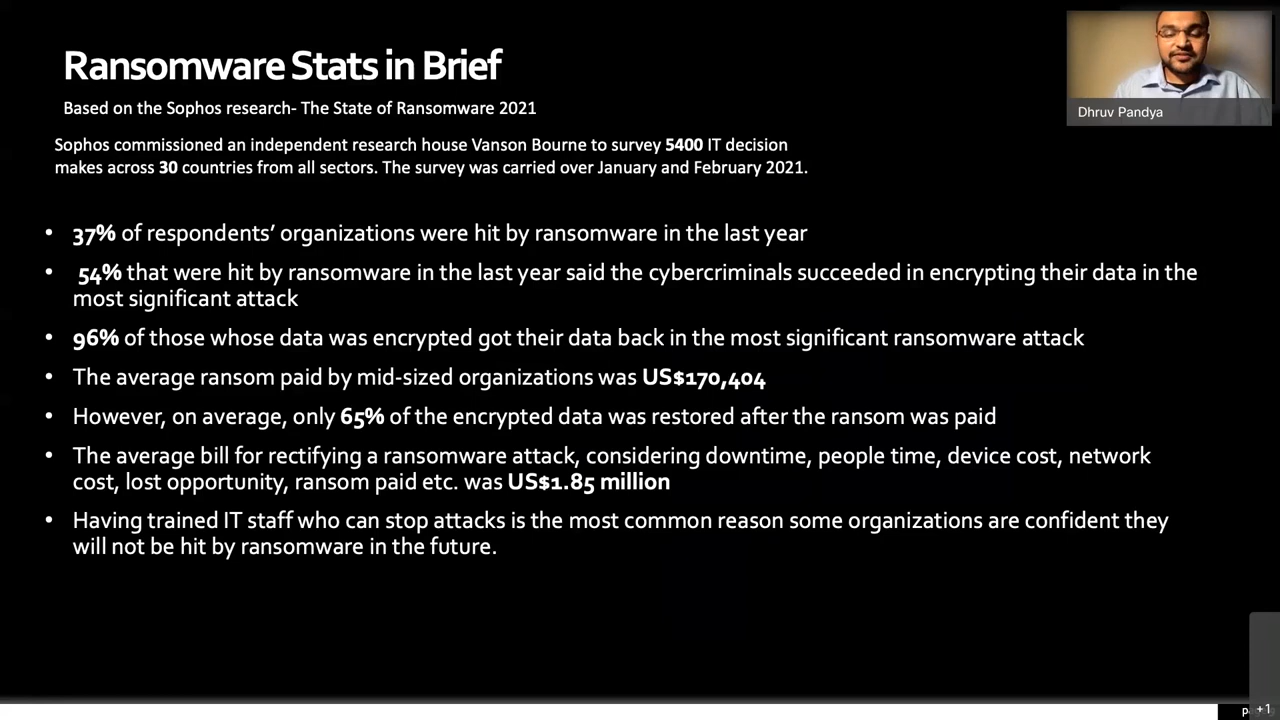 Ransomware Stats in Brief
Based on the Sophos research- The State of Ransomware 2021
Sophos commissioned an independent research house Vanson Bourne to survey 5400 IT decision
makes across 30 countries from all sectors. The survey was carried over January and February 2021.
• 37% of respondents’ organizations were hit by ransomware in the last year
• 54% that were hit by ransomware in the last year said the cybercriminals succeeded in encrypting their data in the
most significant attack
• 96% of those whose data was encrypted got their data back in the most significant ransomware attack
• The average ransom paid by mid-sized organizations was US$170,404
• However, on average, only 65% of the encrypted data was restored after the ransom was paid
• The average bill for rectifying a ransomware attack, considering downtime, people time, device cost, network
cost, lost opportunity, ransom paid etc. was US$1.85 million
• Having trained IT staff who can stop attacks is the most common reason some organizations are confident they
will not be hit by ransomware in the future.
Dhruv Pandya
+1